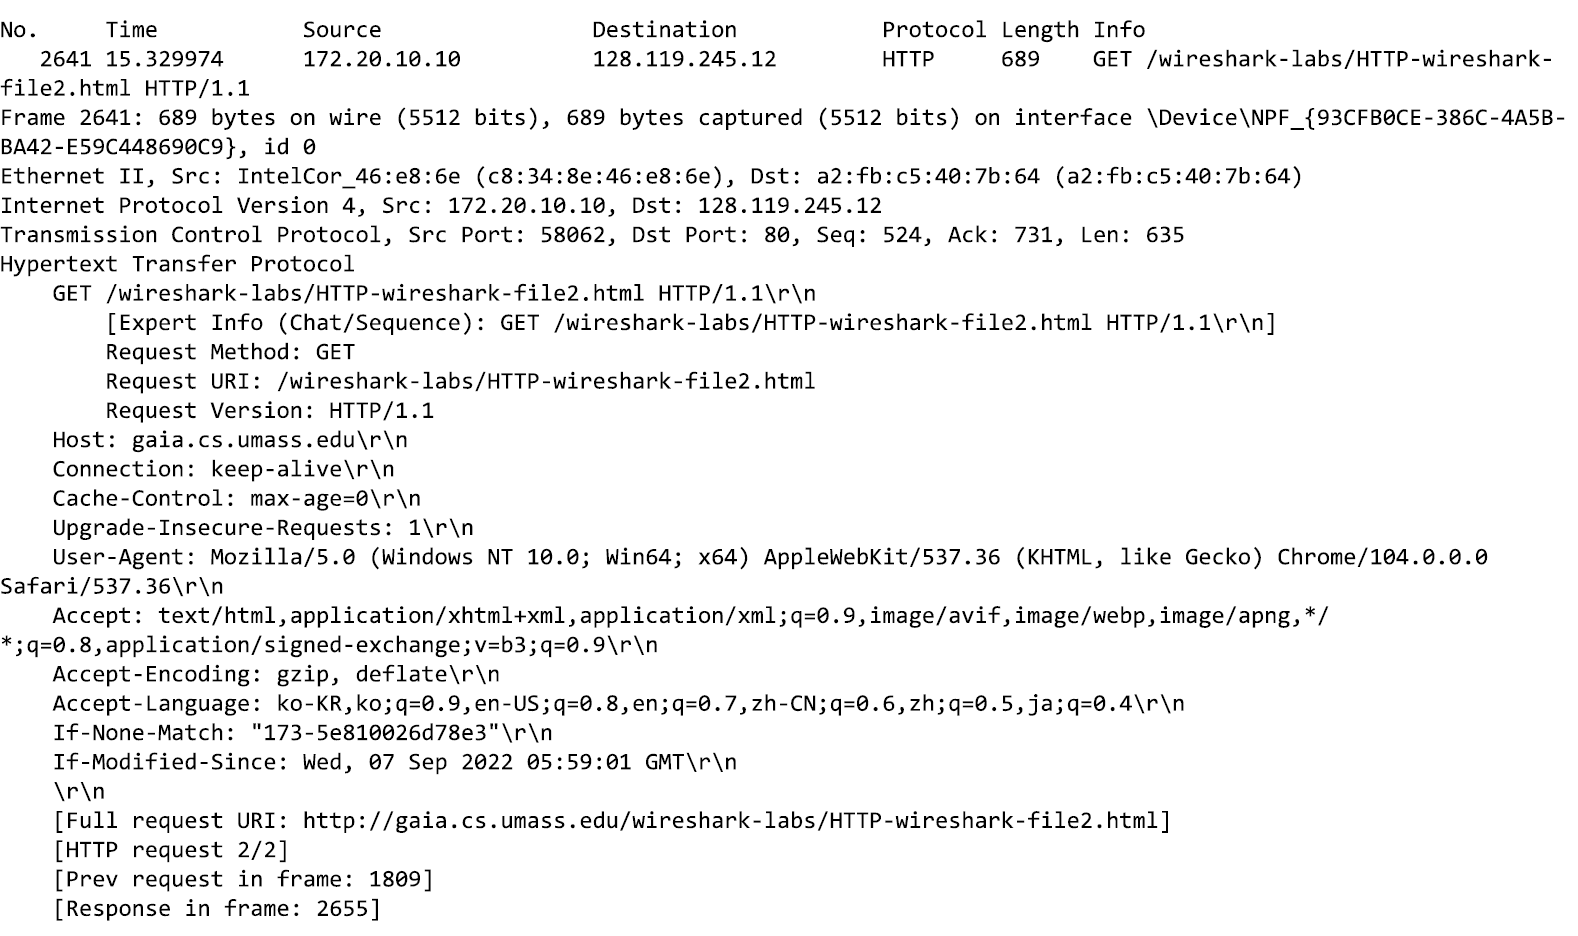 No.     Time           Source                Destination           Protocol Length Info
   2641 15.329974      172.20.10.10          128.119.245.12        HTTP     689    GET /wireshark-labs/HTTP-wireshark-
file2.html HTTP/1.1
Frame 2641: 689 bytes on wire (5512 bits), 689 bytes captured (5512 bits) on interface \Device\NPF_{93CFB0CE-386C-4A5B-
BA42-E59C448690C9}, id 0
Ethernet II, Src: IntelCor_46:e8:6e (c8:34:8e:46:e8:6e), Dst: a2:fb:c5:40:7b:64 (a2:fb:c5:40:7b:64)
Internet Protocol Version 4, Src: 172.20.10.10, Dst: 128.119.245.12
Transmission Control Protocol, Src Port: 58062, Dst Port: 80, Seq: 524, Ack: 731, Len: 635
Hypertext Transfer Protocol
    GET /wireshark-labs/HTTP-wireshark-file2.html HTTP/1.1\r\n
        [Expert Info (Chat/Sequence): GET /wireshark-labs/HTTP-wireshark-file2.html HTTP/1.1\r\n]
        Request Method: GET
        Request URI: /wireshark-labs/HTTP-wireshark-file2.html
        Request Version: HTTP/1.1
    Host: gaia.cs.umass.edu\r\n
    Connection: keep-alive\r\n
    Cache-Control: max-age=0\r\n
    Upgrade-Insecure-Requests: 1\r\n
    User-Agent: Mozilla/5.0 (Windows NT 10.0; Win64; x64) AppleWebKit/537.36 (KHTML, like Gecko) Chrome/104.0.0.0
Safari/537.36\r\n
    Accept: text/html,application/xhtml+xml,application/xml;q=0.9,image/avif,image/webp,image/apng,*/
*;q=0.8,application/signed-exchange;v=b3;q=0.9\r\n
    Accept-Encoding: gzip, deflate\r\n
    Accept-Language: ko-KR,ko;q=0.9,en-US;q=0.8,en;q=0.7,zh-CN;q=0.6,zh;q=0.5,ja;q=0.4\r\n
    If-None-Match: "173-5e810026d78e3"\r\n
    If-Modified-Since: Wed, 07 Sep 2022 05:59:01 GMT\r\n
    \r\n
    [Full request URI: http://gaia.cs.umass.edu/wireshark-labs/HTTP-wireshark-file2.html]
    [HTTP request 2/2]
    [Prev request in frame: 1809]
    [Response in frame: 2655]